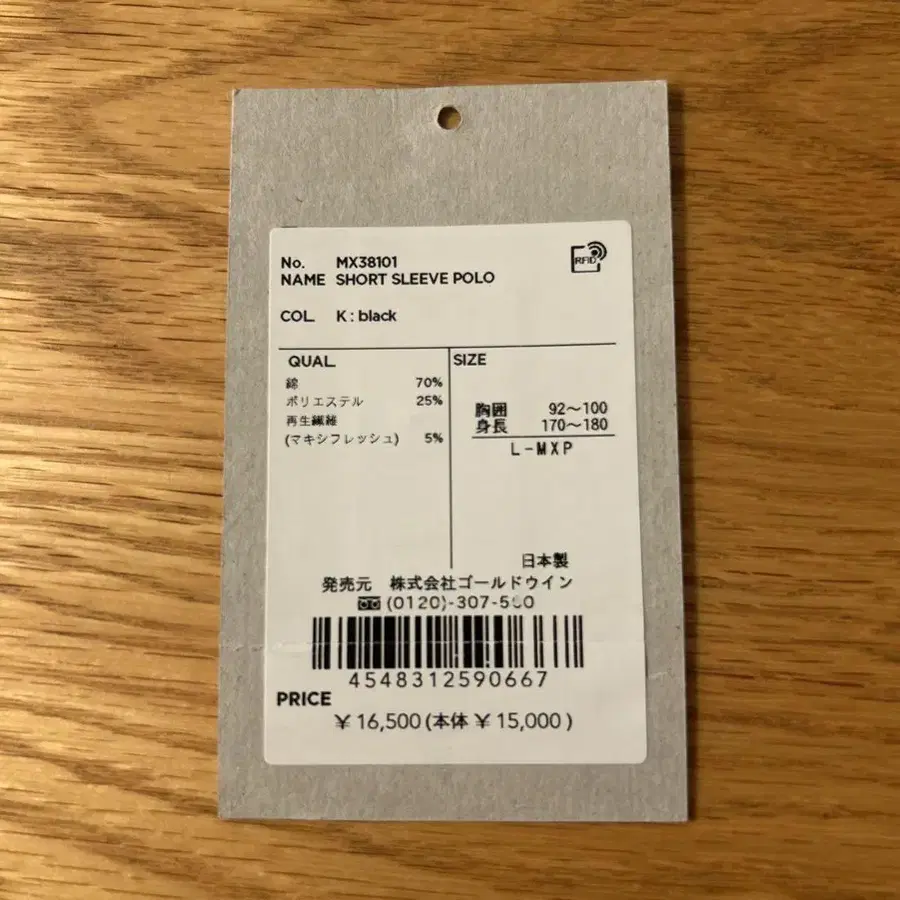 No. MX38101
RFID
NAME SHORT SLEEVE POLO
COL. K : black
QUAL.
綿 70%
ポリエステル 25%
再生繊維
(マキシフレッシュ) 5%
SIZE
胸囲 92～100
身長 170～180
L-MXP
日本製
発売元 株式会社ゴールドウイン
4548312590667
PRICE
¥ 16,500 (本体 ¥ 15,000 )